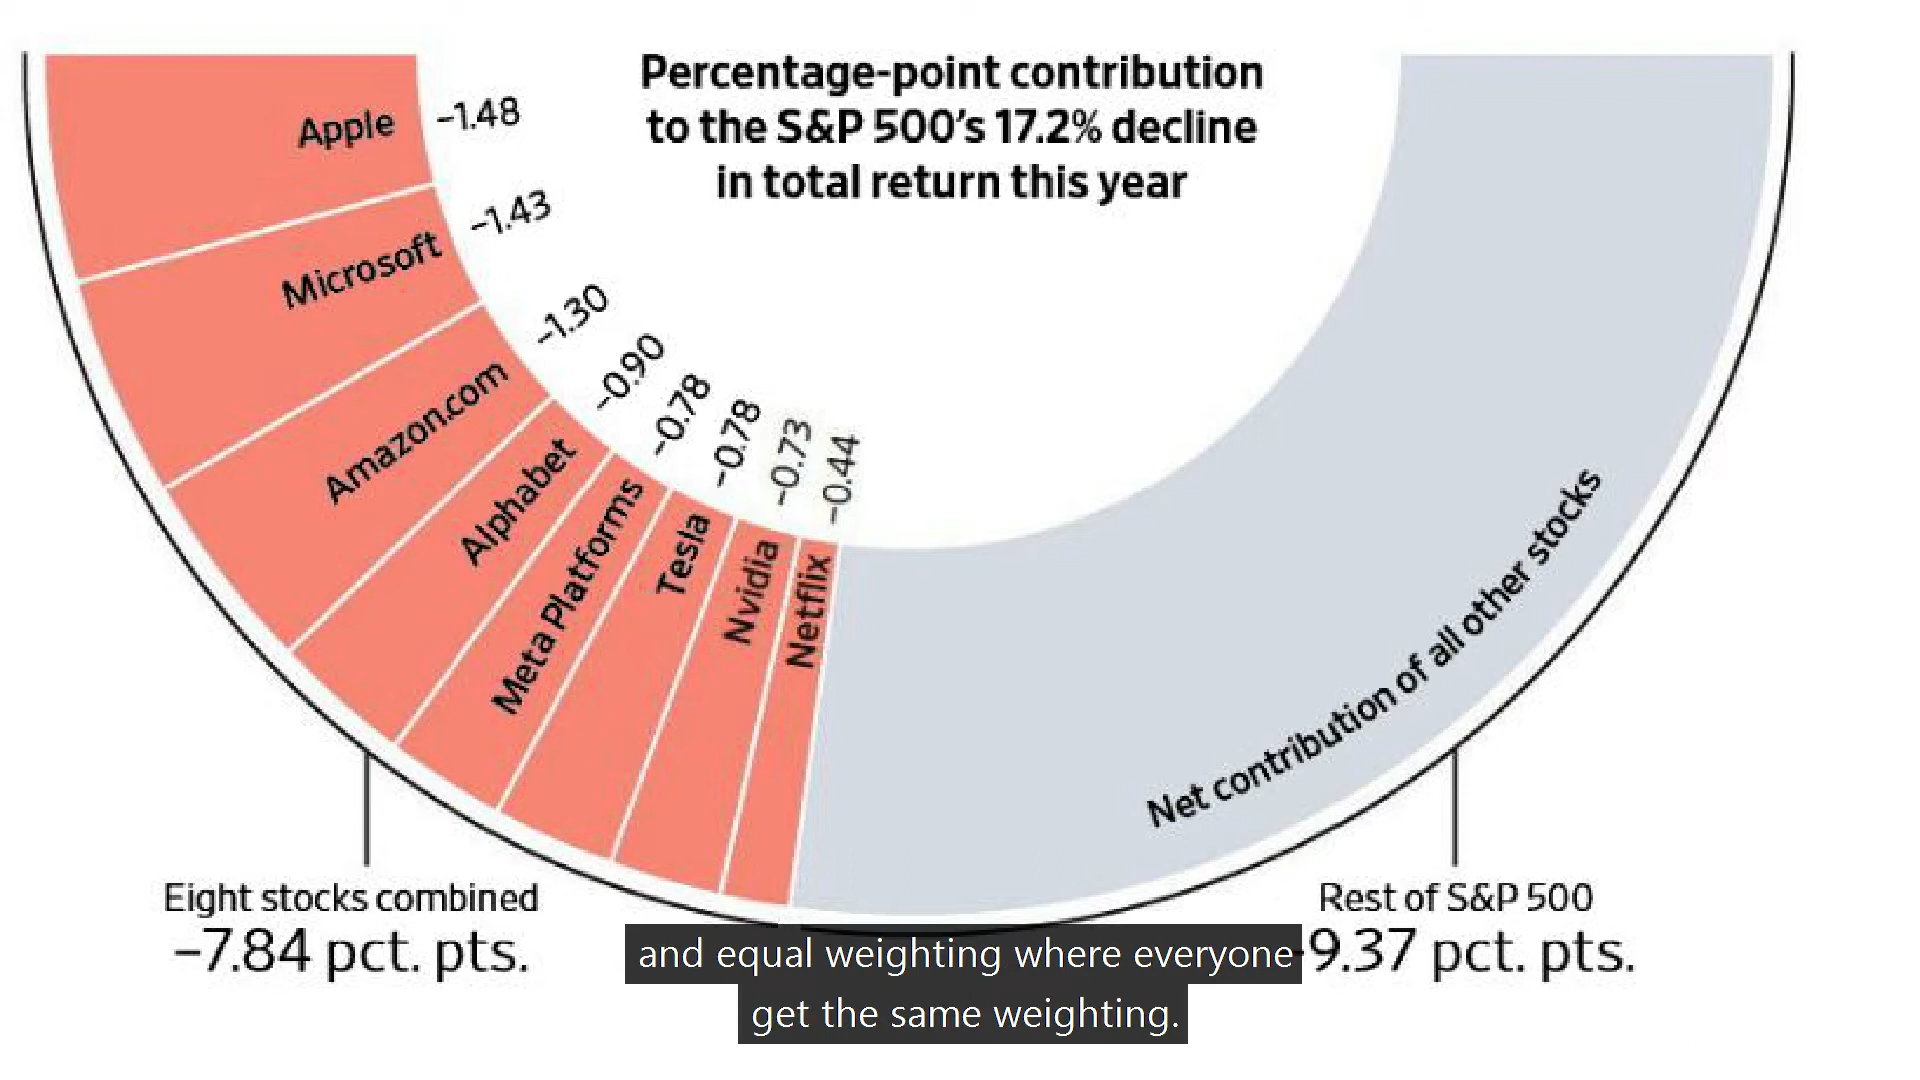 Percentage-point contribution
to the S&P 500's 17.2% decline
in total return this year
Apple -1.48
Microsoft -1.43
Amazon.com -1.30
Alphabet -0.90
Meta Platforms -0.78
Tesla -0.78
Nvidia -0.73
Netflix -0.44
Net contribution of all other stocks
Eight stocks combined
-7.84 pct. pts.
Rest of S&P 500
-9.37 pct. pts.
and equal weighting where everyone
get the same weighting.